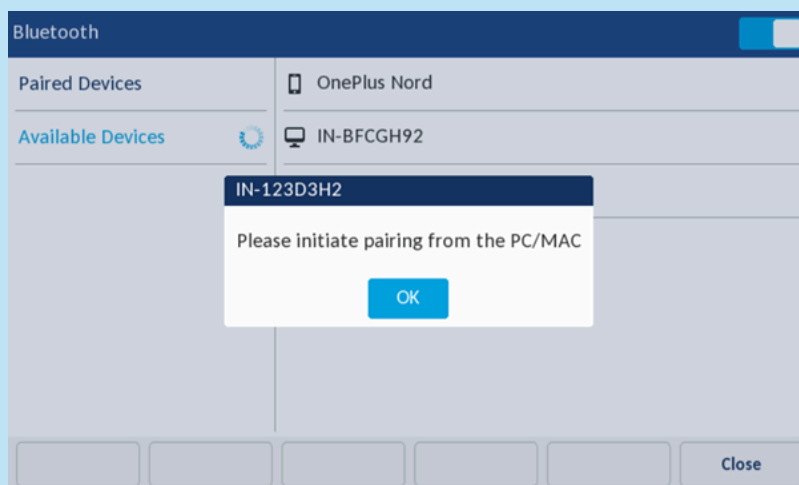 Bluetooth
Paired Devices
OnePlus Nord
Available Devices
IN-BFCGH92
IN-123D3H2
Please initiate pairing from the PC/MAC
OK
Close